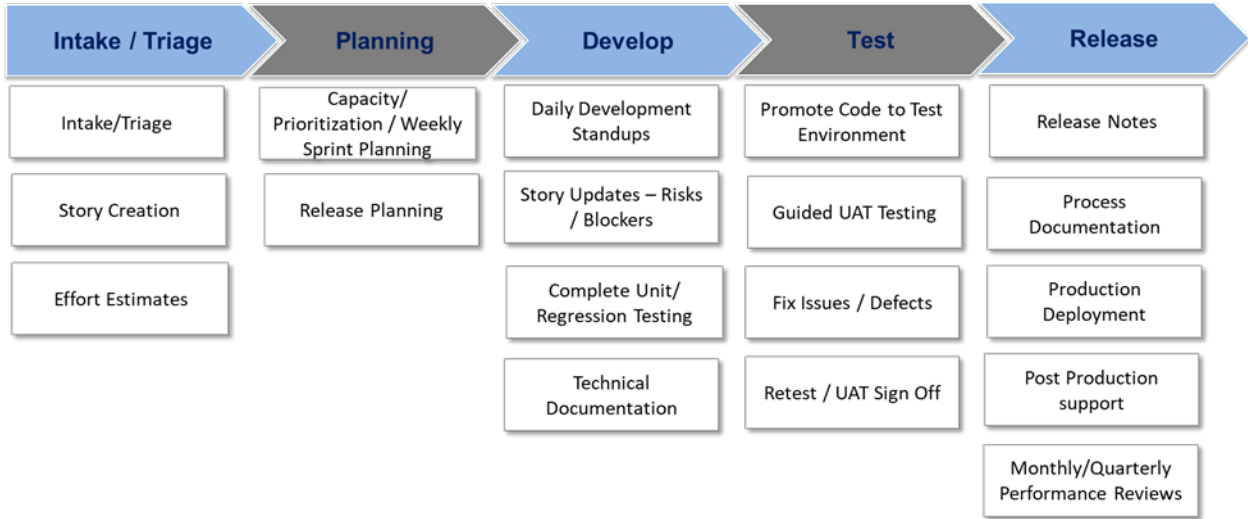 Intake / Triage
Planning
Develop
Test
Release
Intake/Triage
Story Creation
Effort Estimates
Capacity/
Prioritization / Weekly
Sprint Planning
Release Planning
Daily Development
Standups
Story Updates – Risks
/ Blockers
Complete Unit/
Regression Testing
Technical
Documentation
Promote Code to Test
Environment
Guided UAT Testing
Fix Issues / Defects
Retest / UAT Sign Off
Release Notes
Process
Documentation
Production
Deployment
Post Production
support
Monthly/Quarterly
Performance Reviews